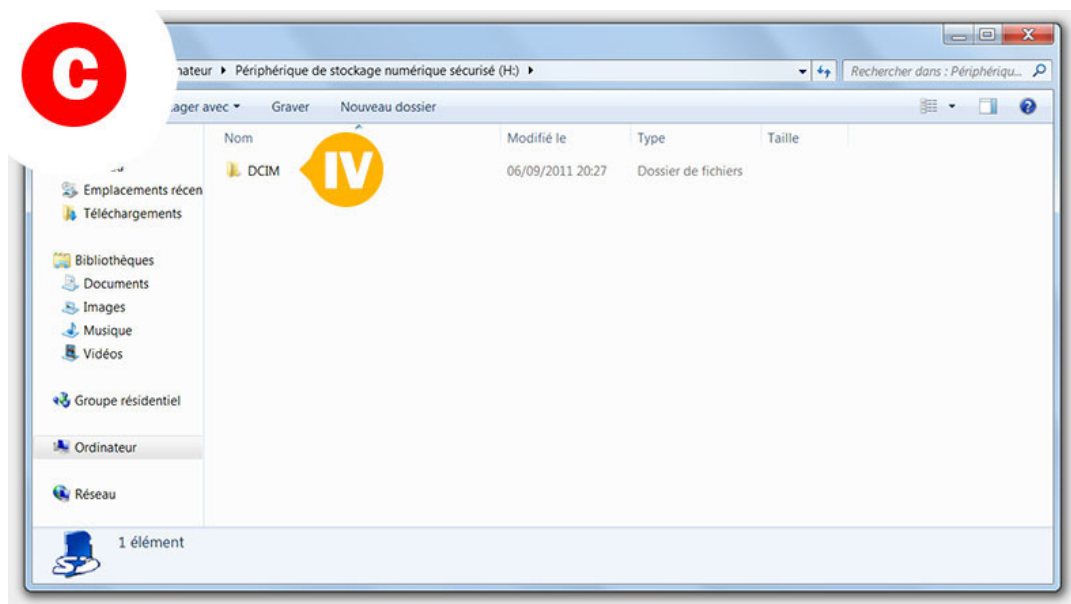 C
nateur ▸ Périphérique de stockage numérique sécurisé (H:) ▸
Rechercher dans : Périphériqu...
ager avec Graver Nouveau dossier
Nom Modifié le Type Taille
DCIM IV 06/09/2011 20:27 Dossier de fichiers
Emplacements récen
Téléchargements
Bibliothèques
Documents
Images
Musique
Vidéos
Groupe résidentiel
Ordinateur
Réseau
1 élément
SD